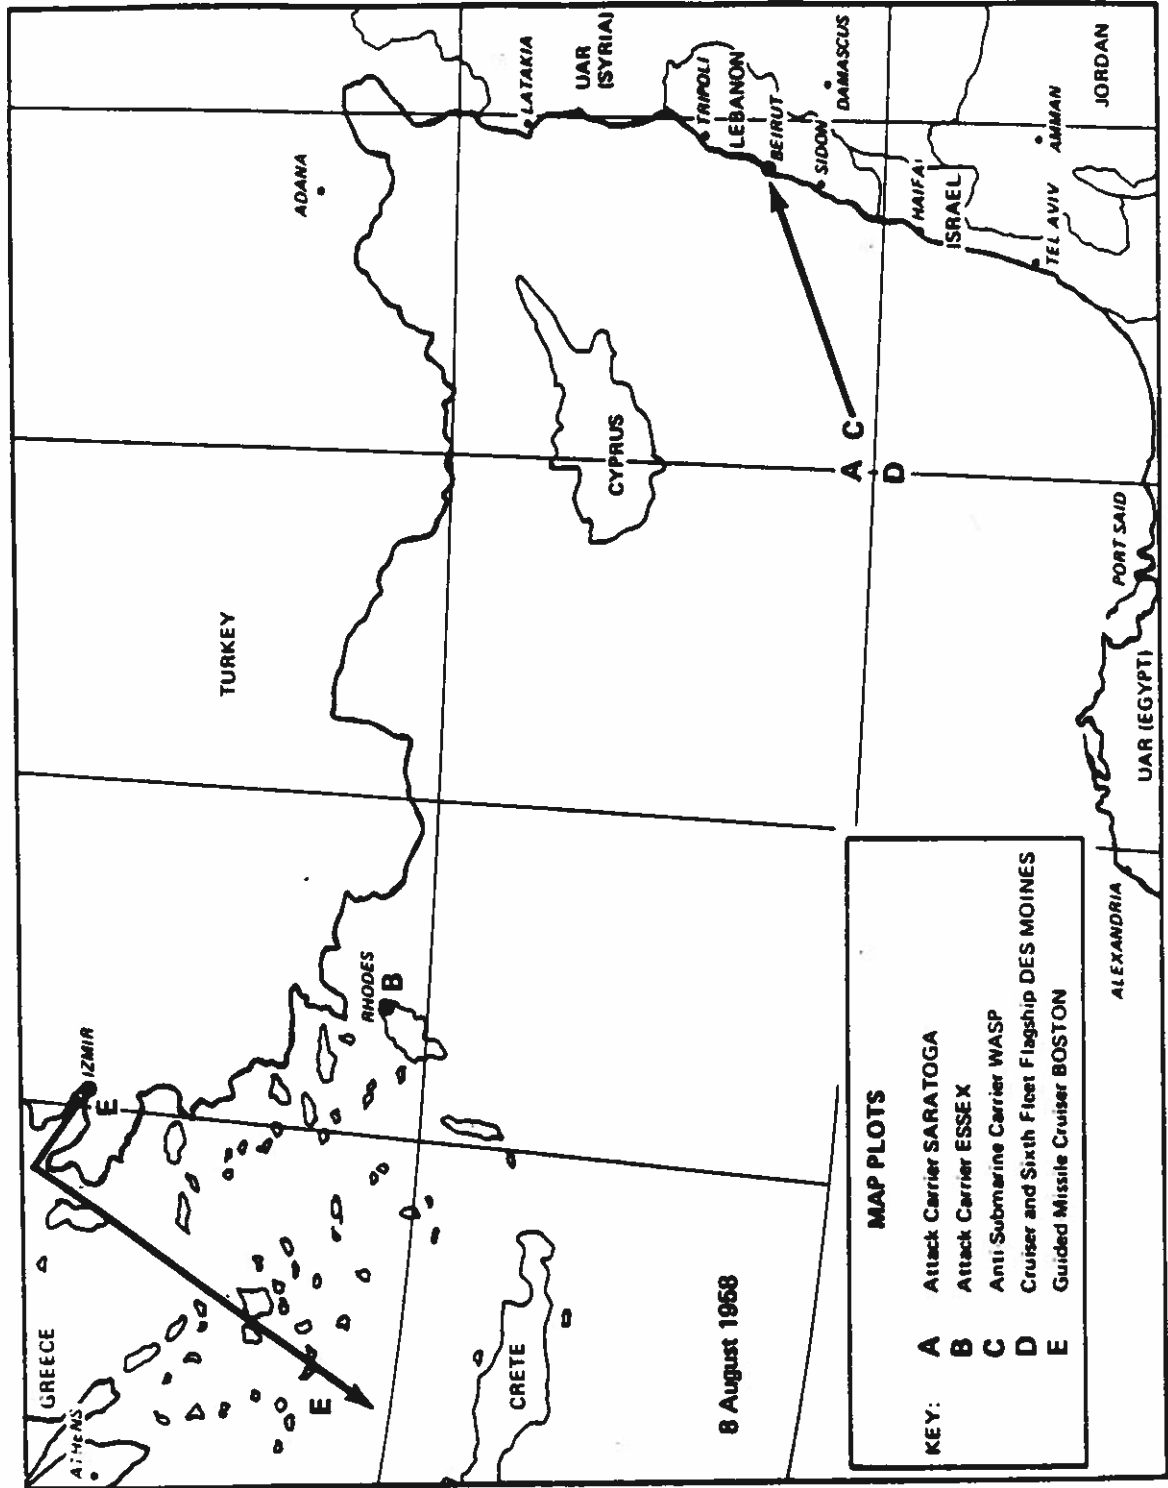 GREECE
ATHENS
E
IZMIR
E
TURKEY
ADANA
RHODES
B
CRETE
CYPRUS
LATAKIA
UAR
(SYRIA)
TRIPOLI
LEBANON
BEIRUT
SIDON
DAMASCUS
A
C
D
HAIFA
ISRAEL
TEL AVIV
AMMAN
JORDAN
PORT SAID
UAR (EGYPT)
ALEXANDRIA
8 August 1958
MAP PLOTS
KEY: A Attack Carrier SARATOGA
B Attack Carrier ESSEX
C Anti Submarine Carrier WASP
D Cruiser and Sixth Fleet Flagship DES MOINES
E Guided Missile Cruiser BOSTON